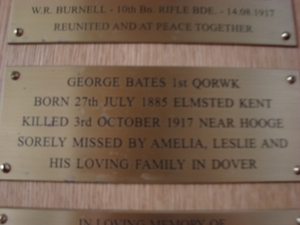 W.R. BURNELL - 10th Bn. RIFLE BDE. - 14.08.1917
REUNITED AND AT PEACE TOGETHER
GEORGE BATES 1st QORWK
BORN 27th JULY 1885 ELMSTED KENT
KILLED 3rd OCTOBER 1917 NEAR HOOGE
SORELY MISSED BY AMELIA, LESLIE AND
HIS LOVING FAMILY IN DOVER
IN LOVING MEMORY OF